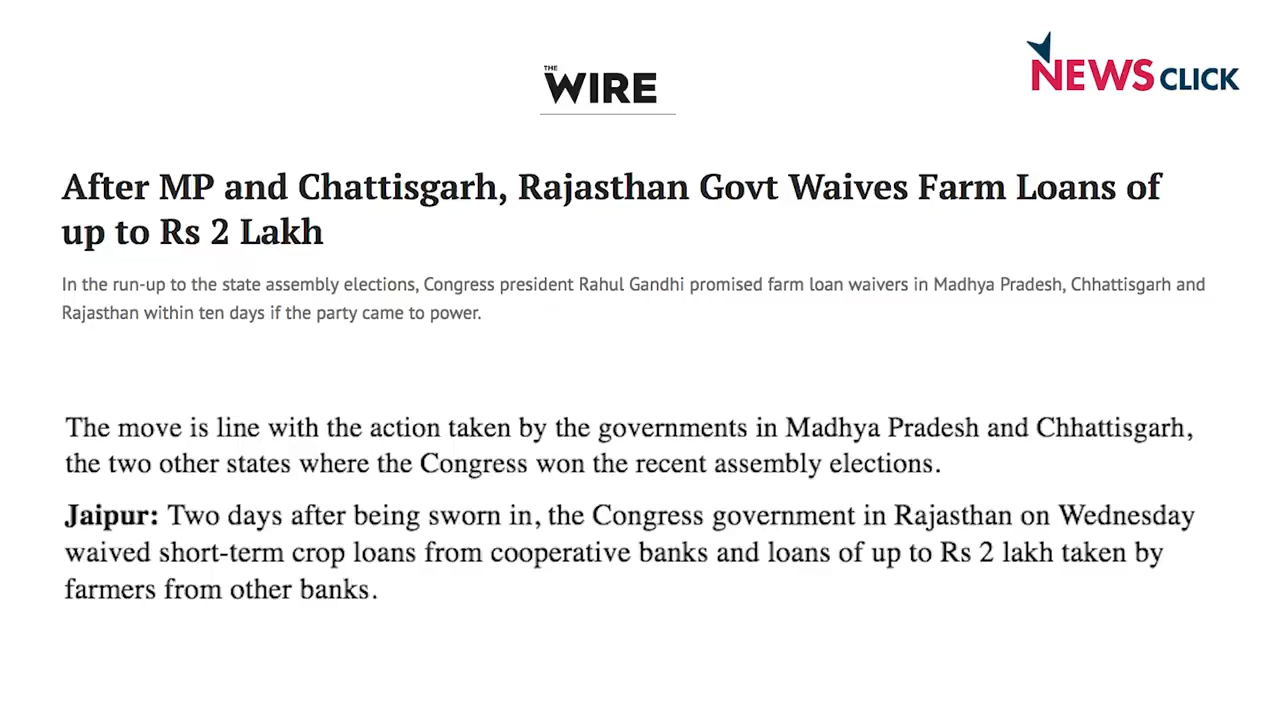 THE
WIRE
NEWSCLICK
After MP and Chattisgarh, Rajasthan Govt Waives Farm Loans of
up to Rs 2 Lakh
In the run-up to the state assembly elections, Congress president Rahul Gandhi promised farm loan waivers in Madhya Pradesh, Chhattisgarh and
Rajasthan within ten days if the party came to power.
The move is line with the action taken by the governments in Madhya Pradesh and Chhattisgarh,
the two other states where the Congress won the recent assembly elections.
Jaipur: Two days after being sworn in, the Congress government in Rajasthan on Wednesday
waived short-term crop loans from cooperative banks and loans of up to Rs 2 lakh taken by
farmers from other banks.